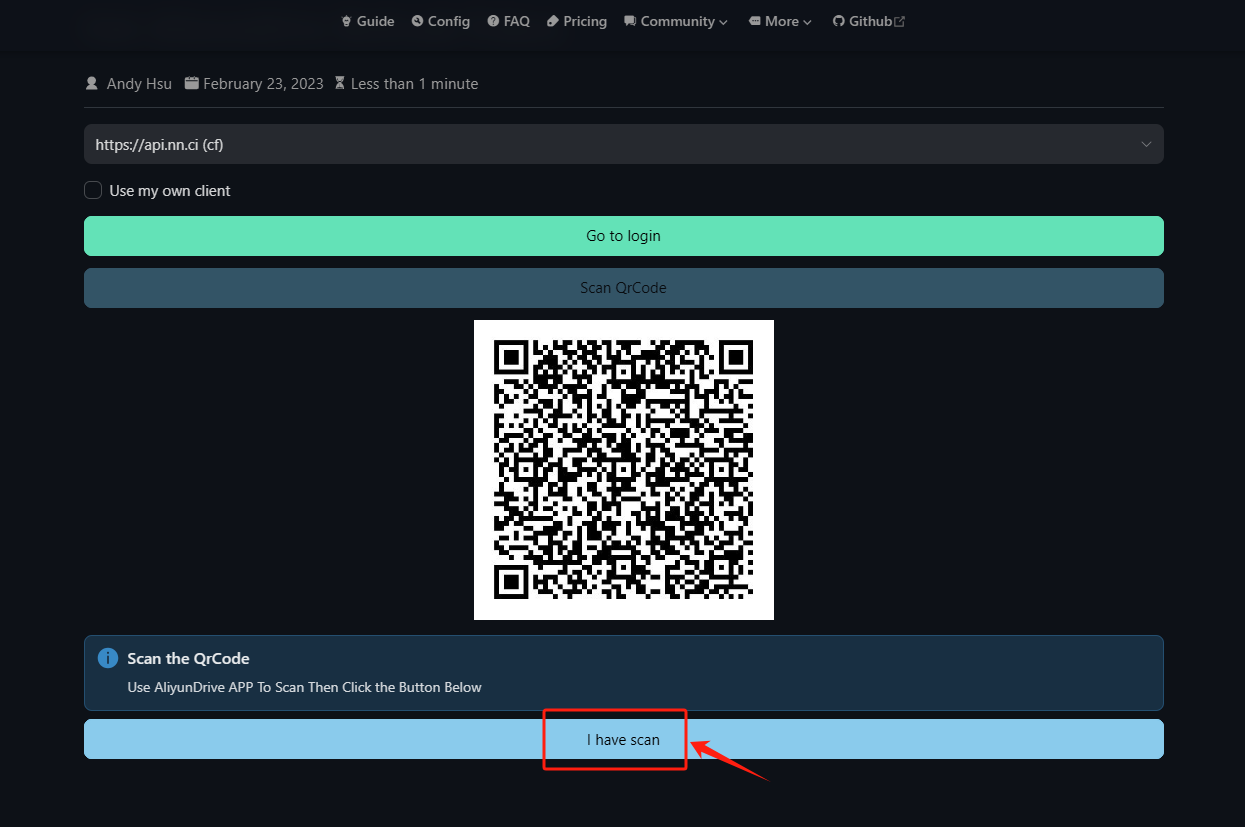 Guide Config FAQ Pricing Community More Github
Andy Hsu February 23, 2023 Less than 1 minute
https://api.nn.ci (cf)
Use my own client
Go to login
Scan QrCode
Scan the QrCode
Use AliyunDrive APP To Scan Then Click the Button Below
I have scan